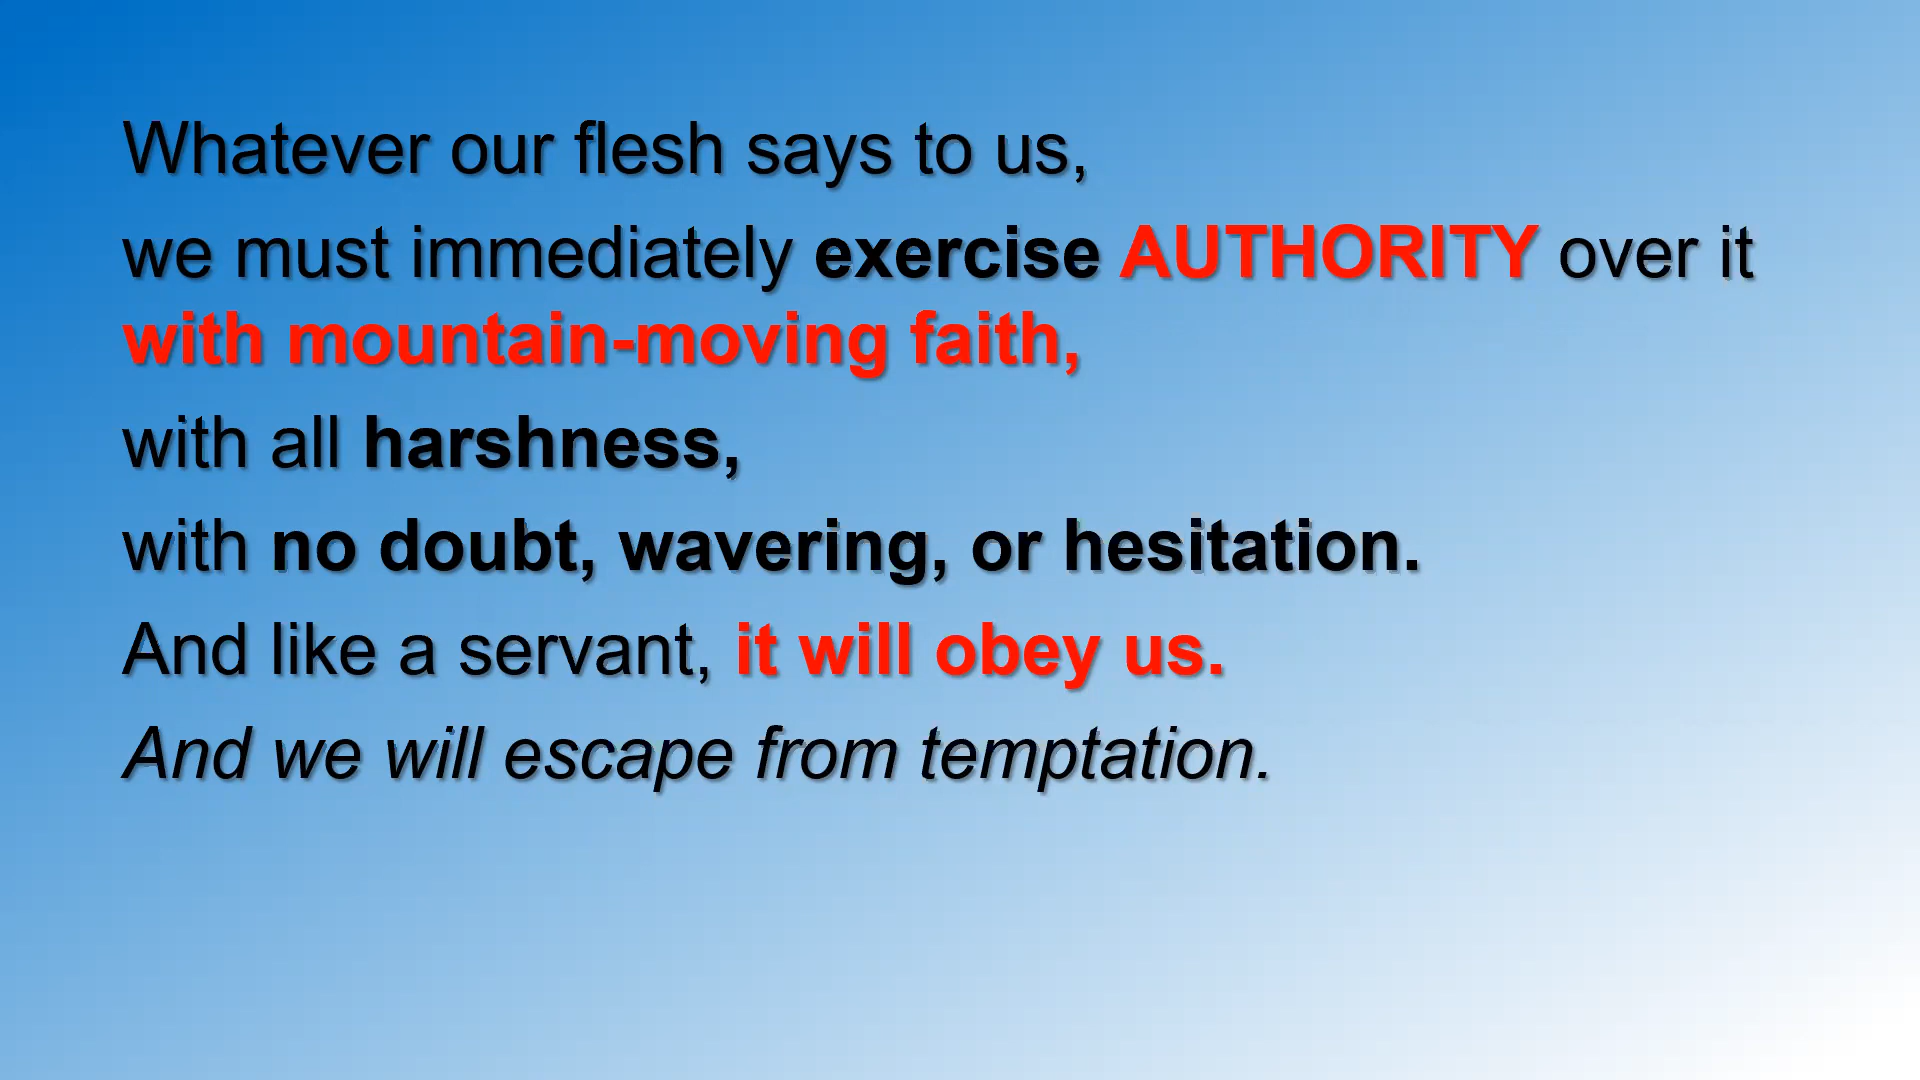 Whatever our flesh says to us,
we must immediately exercise AUTHORITY over it
with mountain-moving faith,
with all harshness,
with no doubt, wavering, or hesitation.
And like a servant, it will obey us.
And we will escape from temptation.